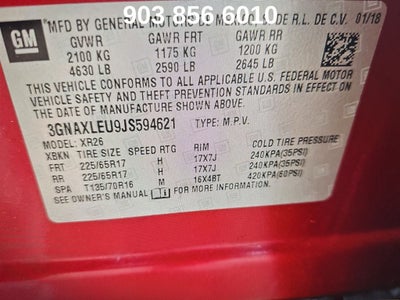 903 856 6010
GM
MFD BY GENERAL MOTORS DE R.L. DE C.V. 01/18
GVWR GAWR FRT GAWR RR
2100 KG 1175 KG 1200 KG
4630 LB 2590 LB 2645 LB
THIS VEHICLE CONFORMS TO ALL APPLICABLE U.S. FEDERAL MOTOR
VEHICLE SAFETY, BUMPER, AND THEFT PREVENTION STANDARDS IN EFFECT ON
THE DATE OF MANUFACTURE SHOWN ABOVE.
3GNAXLEU9JS594621 TYPE: M.P.V.
MODEL: XR26
XBKN TIRE SIZE SPEED RTG RIM COLD TIRE PRESSURE
FRT 225/65R17 H 17X7J 240KPA(35PSI)
RR 225/65R17 H 17X7J 240KPA(35PSI)
SPA T135/70R16 M 16X4BT 420KPA(60PSI)
SEE OWNER'S MANUAL FOR ADDITIONAL INFORMATION